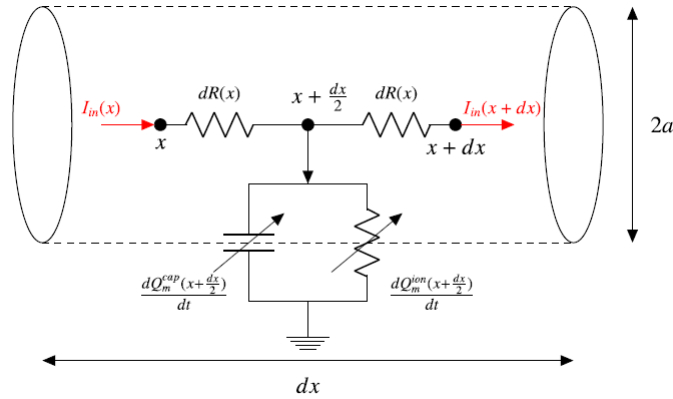 dR(x)
x + dx/2
dR(x)
I_in(x)
I_in(x + dx)
2a
x
x + dx
dQ_m^cap(x+dx/2)/dt
dQ_m^ion(x+dx/2)/dt
dx